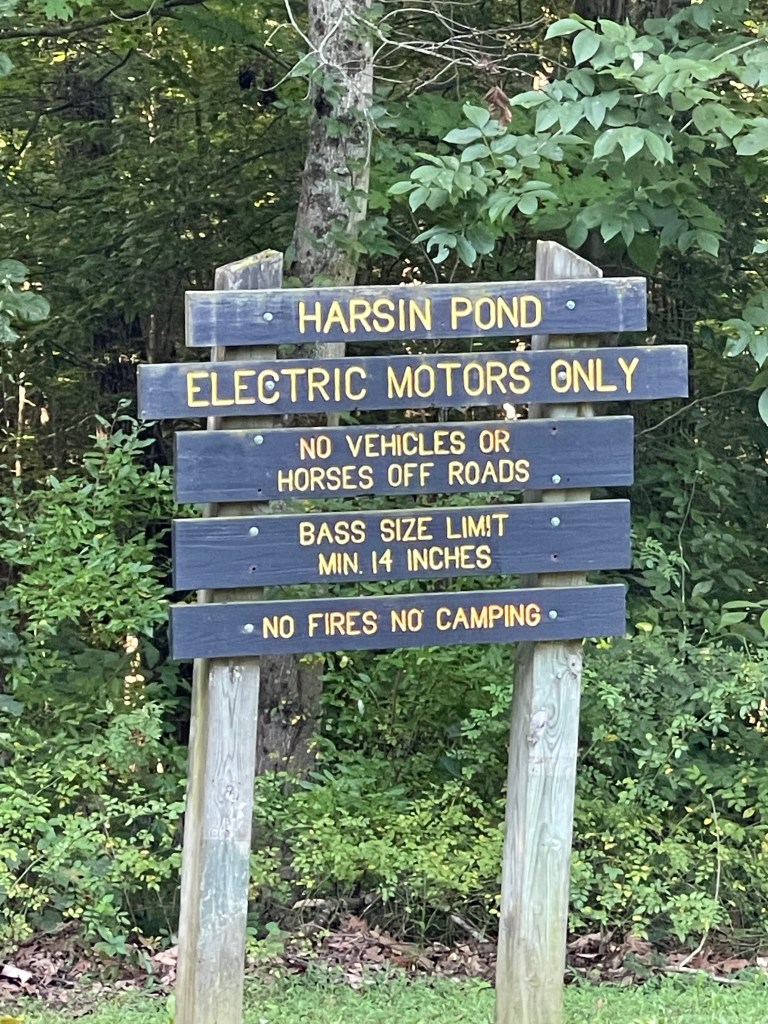 HARSIN POND
ELECTRIC MOTORS ONLY
NO VEHICLES OR
HORSES OFF ROADS
BASS SIZE LIMIT
MIN. 14 INCHES
NO FIRES NO CAMPING